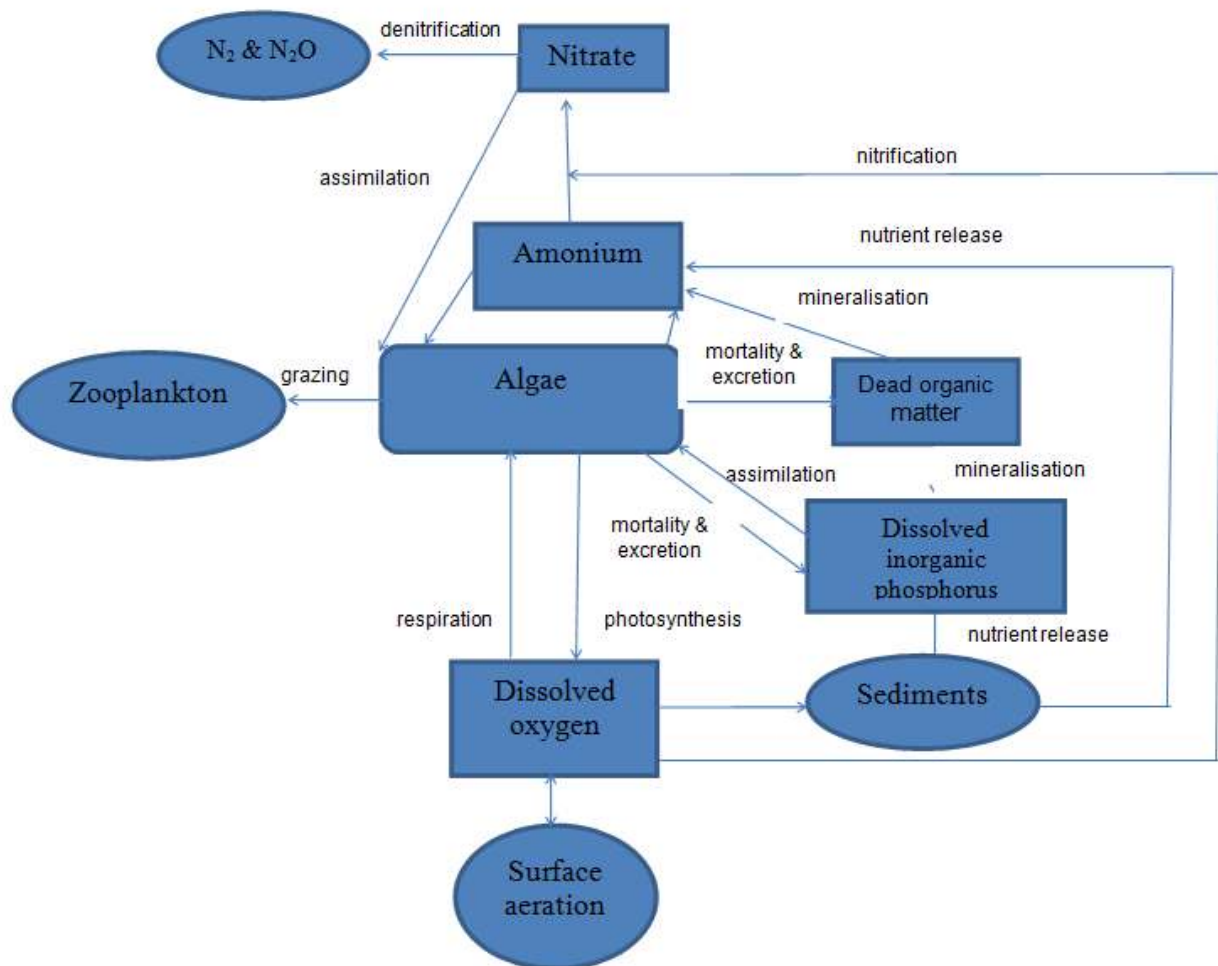 denitrification
N₂ & N₂O
Nitrate
nitrification
assimilation
nutrient release
Amonium
mineralisation
mortality &
excretion
grazing
Algae
Zooplankton
Dead organic
matter
assimilation
mineralisation
mortality &
excretion
Dissolved
inorganic
phosphorus
respiration
photosynthesis
nutrient release
Dissolved
oxygen
Sediments
Surface
aeration